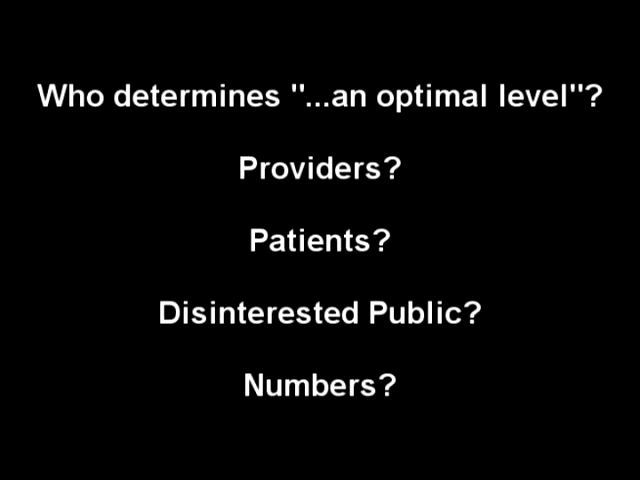 Who determines "...an optimal level"?
Providers?
Patients?
Disinterested Public?
Numbers?